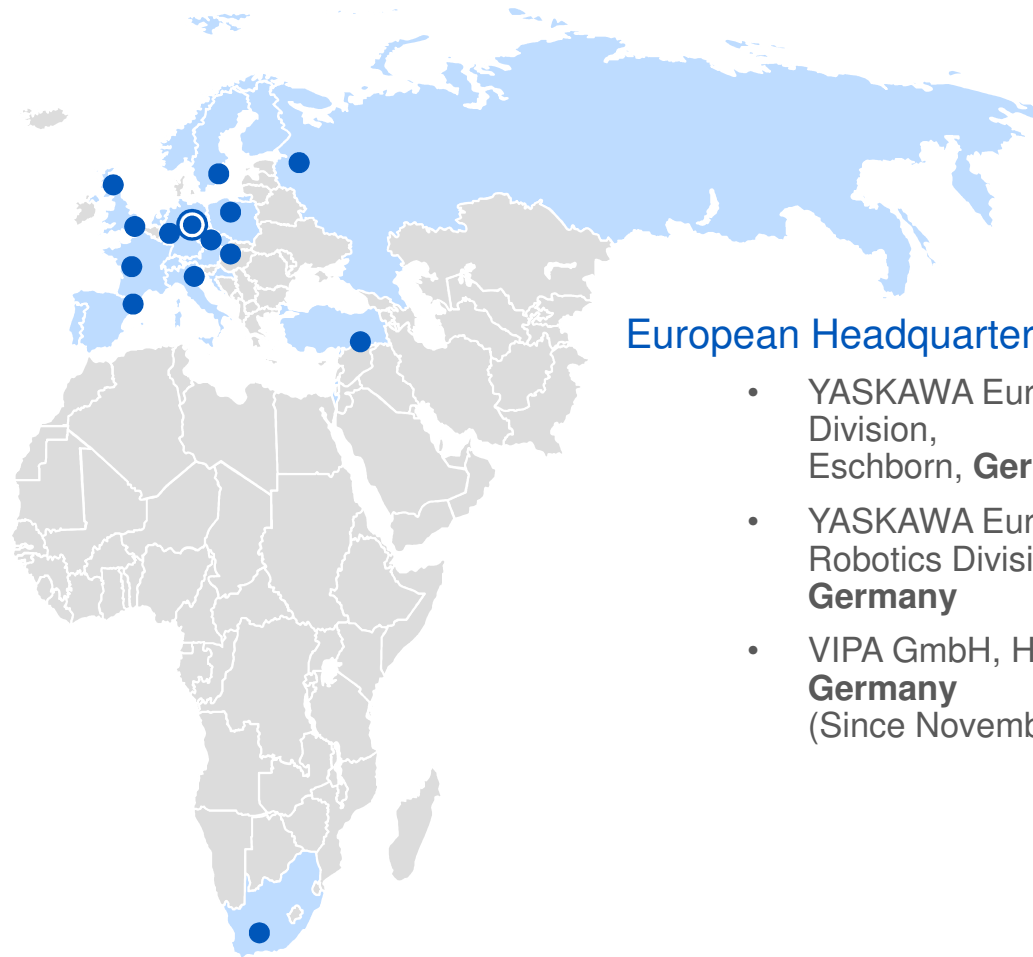 European Headquarter
• YASKAWA Eur
Division,
Eschborn, Ger
• YASKAWA Eur
Robotics Divisi
Germany
• VIPA GmbH, H
Germany
(Since Novemb